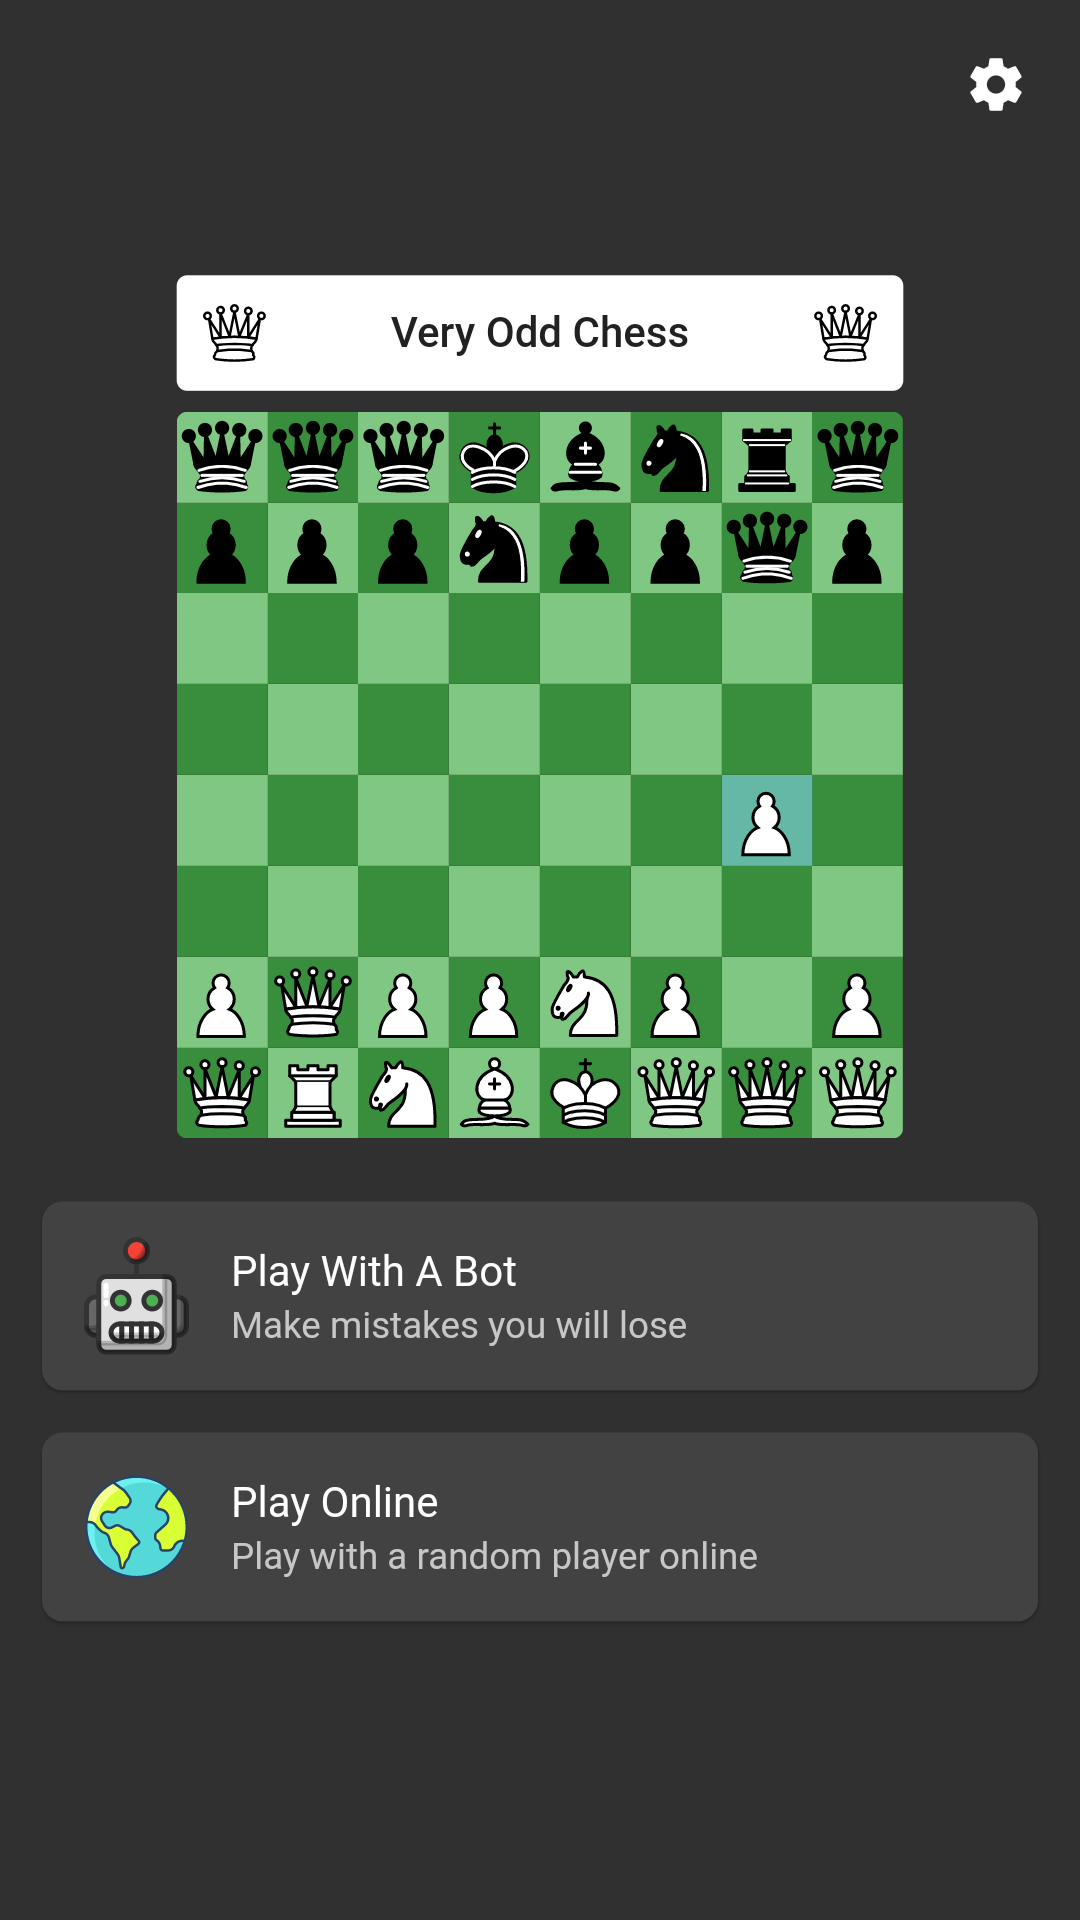 Very Odd Chess
Play With A Bot
Make mistakes you will lose
Play Online
Play with a random player online